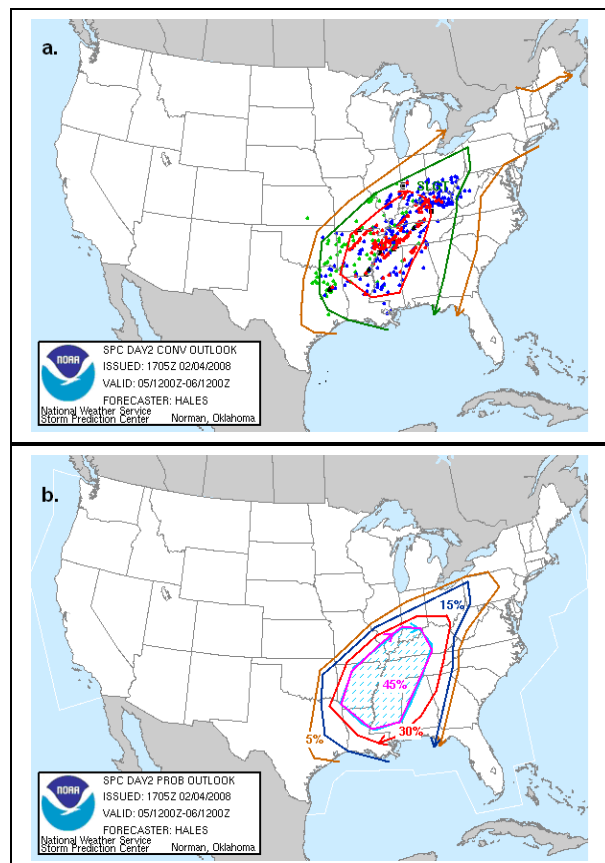 a.
SLGT
NOAA
SPC DAY2 CONV OUTLOOK
ISSUED: 1705Z 02/04/2008
VALID: 05/1200Z-06/1200Z
FORECASTER: HALES
National Weather Service
Storm Prediction Center Norman, Oklahoma
b.
15%
45%
30%
5%
NOAA
SPC DAY2 PROB OUTLOOK
ISSUED: 1705Z 02/04/2008
VALID: 05/1200Z-06/1200Z
FORECASTER: HALES
National Weather Service
Storm Prediction Center Norman, Oklahoma